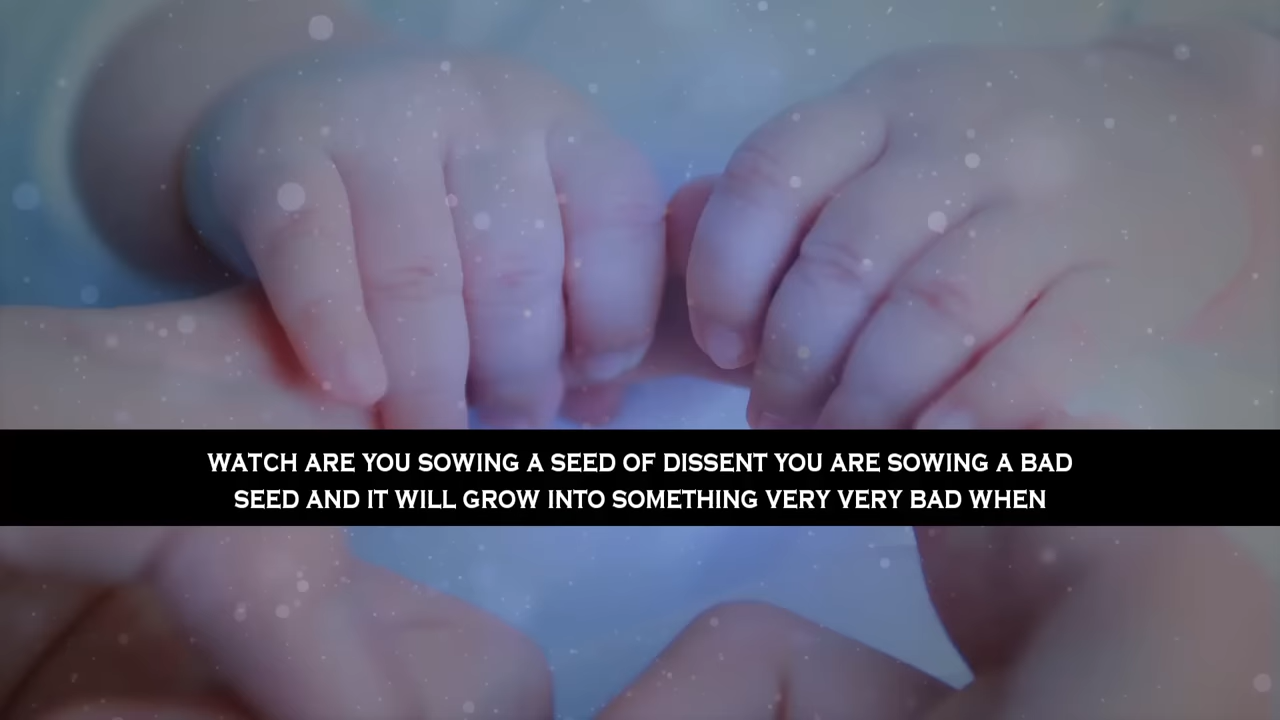 WATCH ARE YOU SOWING A SEED OF DISSENT YOU ARE SOWING A BAD
SEED AND IT WILL GROW INTO SOMETHING VERY VERY BAD WHEN